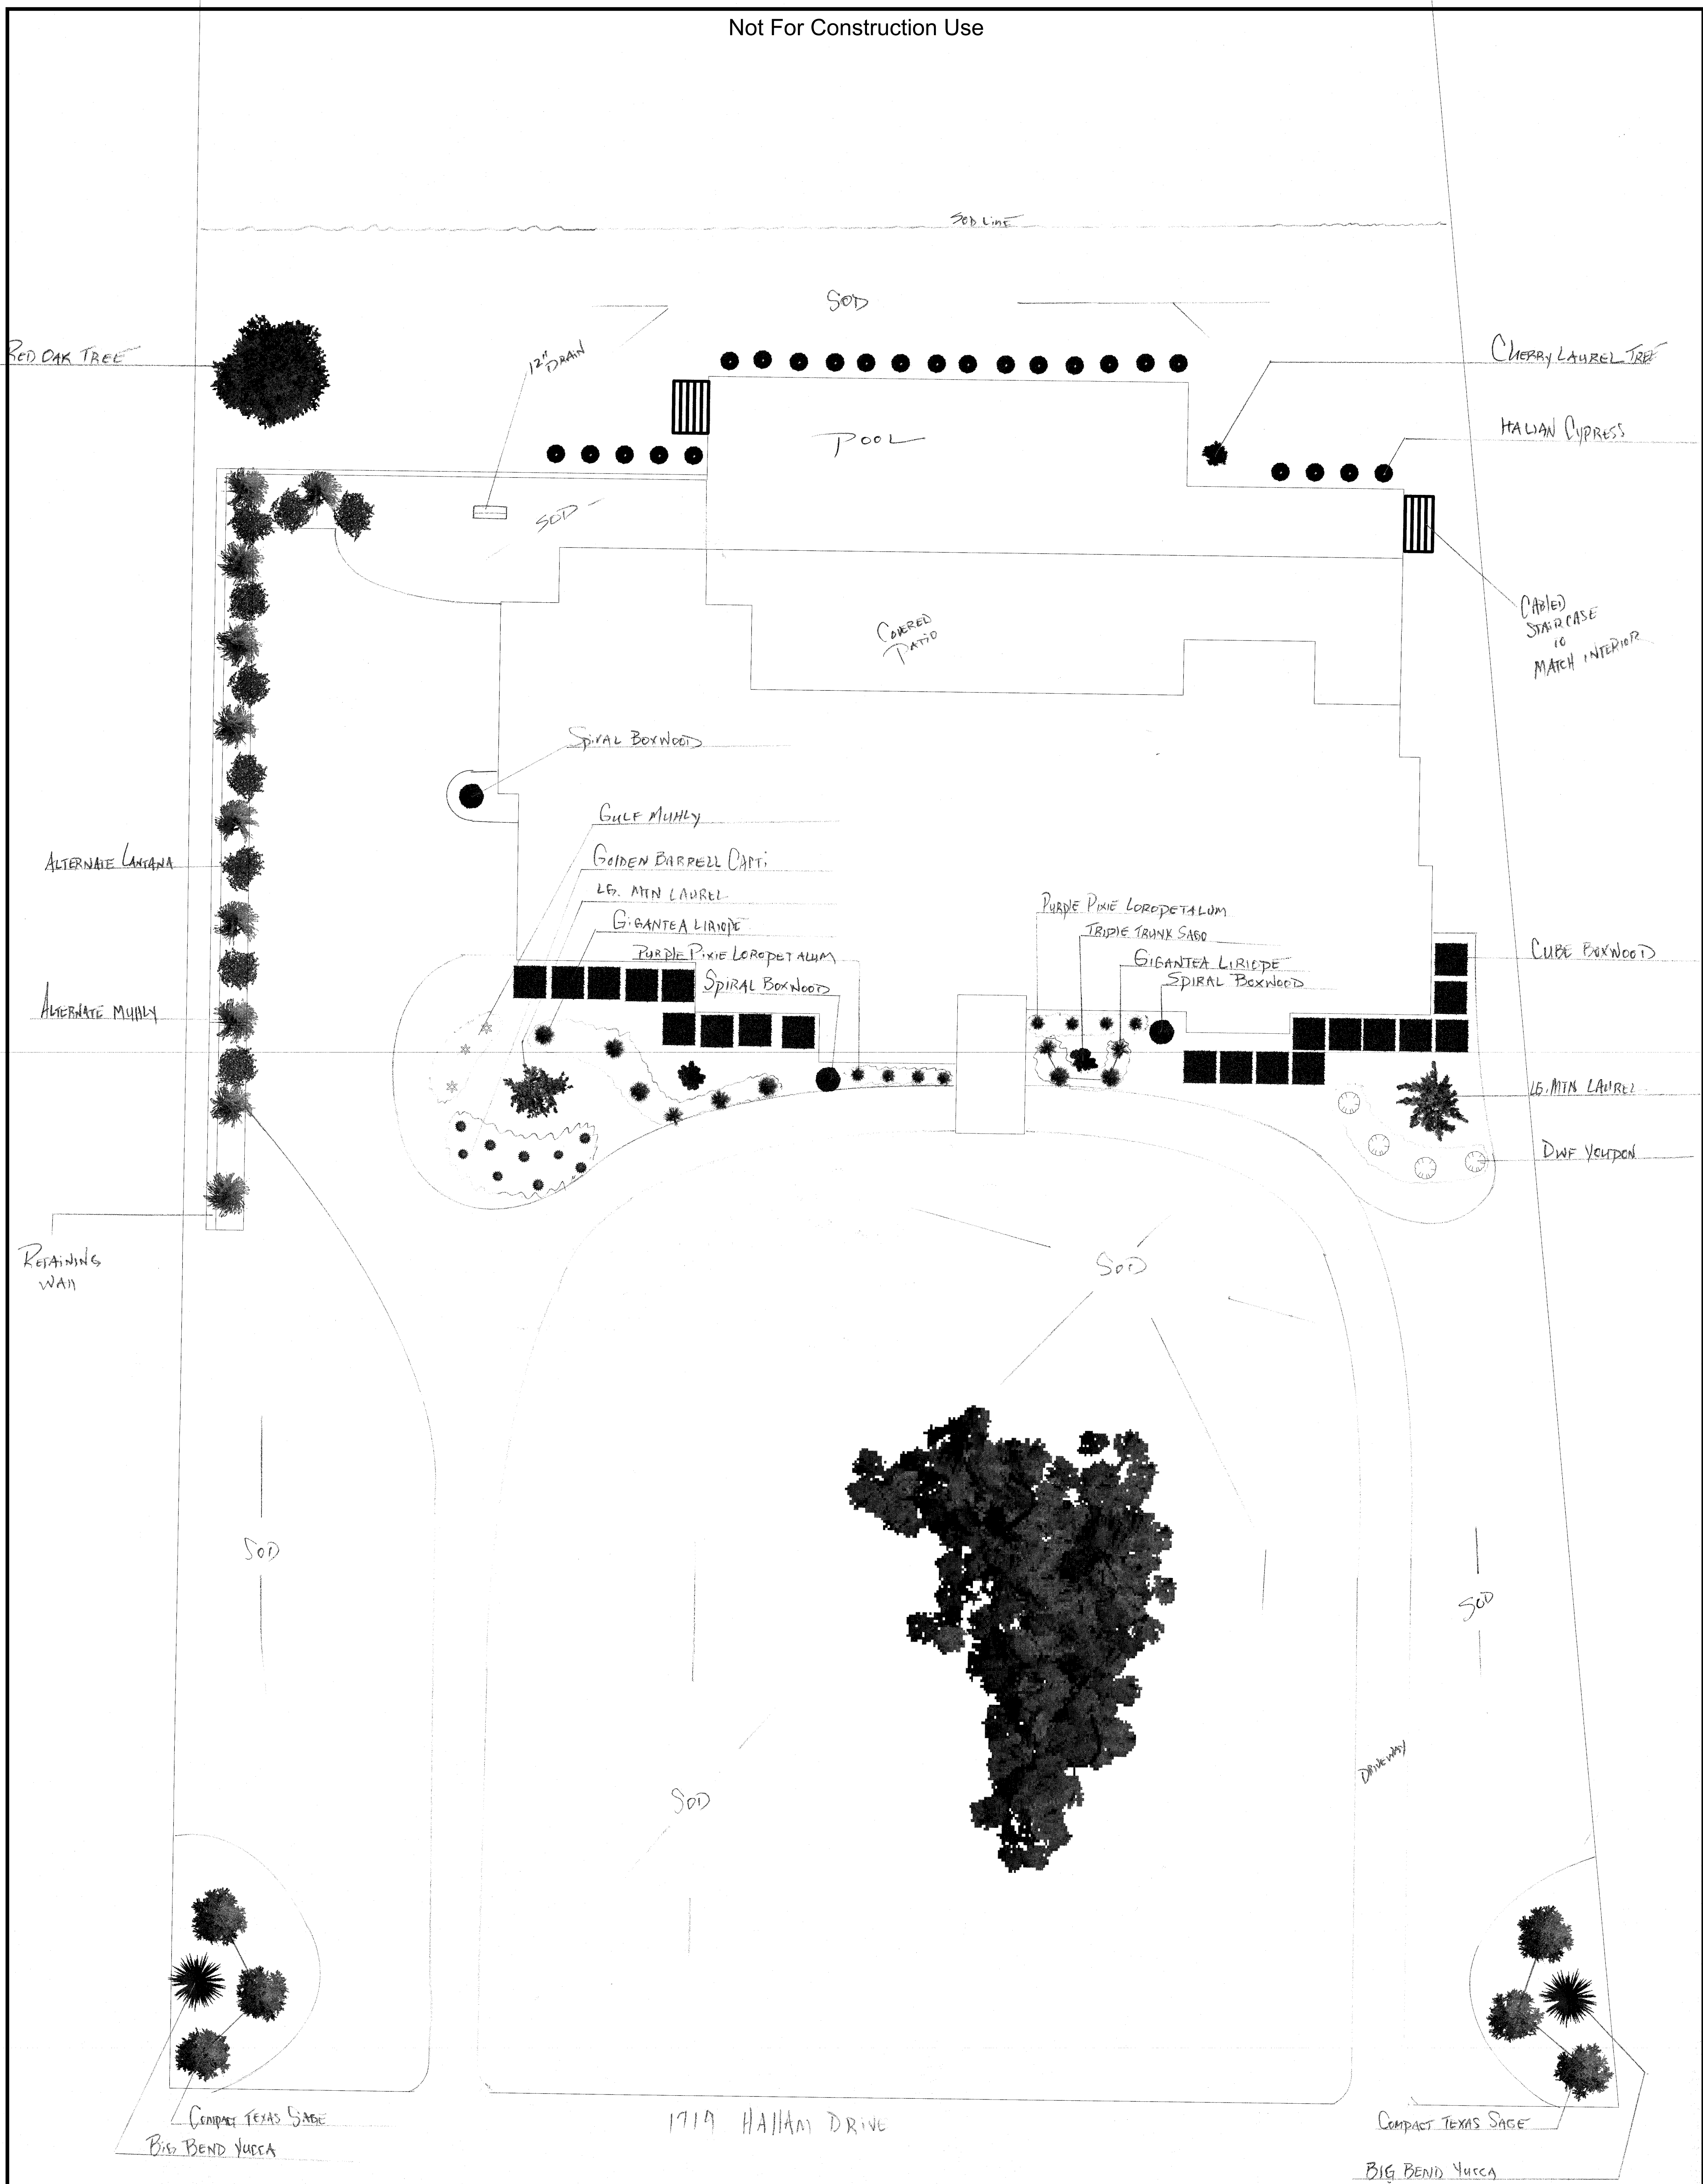 Not For Construction Use
SOD LINE
SOD
RED OAK TREE
12" DRAIN
CHERRY LAUREL TREE
POOL
ITALIAN CYPRESS
SOD
COVERED
PATIO
CABLED
STAIRCASE
TO
MATCH INTERIOR
SPIRAL BOXWOOD
GULF MUHLY
ALTERNATE LANTANA
GOLDEN BARRELL CACTI
LG. MTN LAUREL
GIGANTEA LIRIOPE
PURPLE PIXIE LOROPETALUM
SPIRAL BOXWOOD
PURPLE PIXIE LOROPETALUM
TRIPLE TRUNK SAGO
GIGANTEA LIRIOPE
SPIRAL BOXWOOD
CUBE BOXWOOD
ALTERNATE MUHLY
LG. MTN LAUREL
DWF YOUPON
RETAINING
WALL
SOD
SOD
SOD
DRIVEWAY
SOD
COMPACT TEXAS SAGE
BIG BEND YUCCA
1717 HALLAM DRIVE
COMPACT TEXAS SAGE
BIG BEND YUCCA